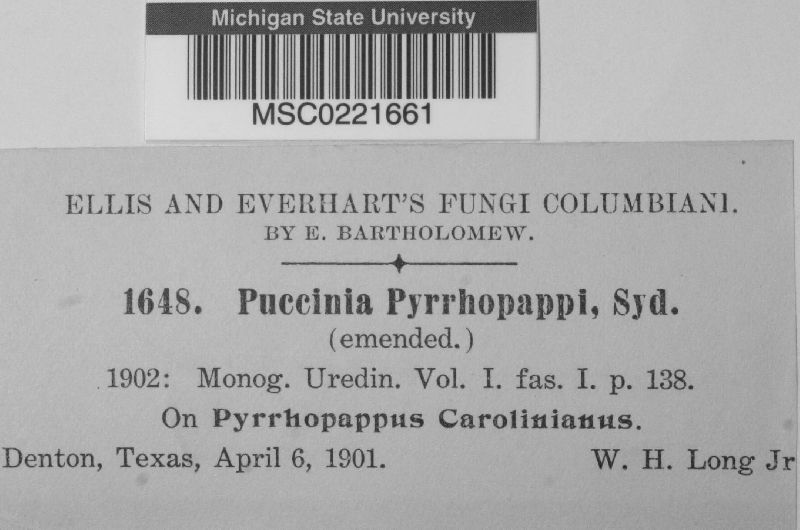 Michigan State University
MSC0221661
ELLIS AND EVERHART'S FUNGI COLUMBIANI.
BY E. BARTHOLOMEW.
1648. Puccinia Pyrrhopappi, Syd.
(emended.)
1902: Monog. Uredin. Vol. I. fas. I. p. 138.
On Pyrrhopappus Carolinianus.
Denton, Texas, April 6, 1901. W. H. Long Jr